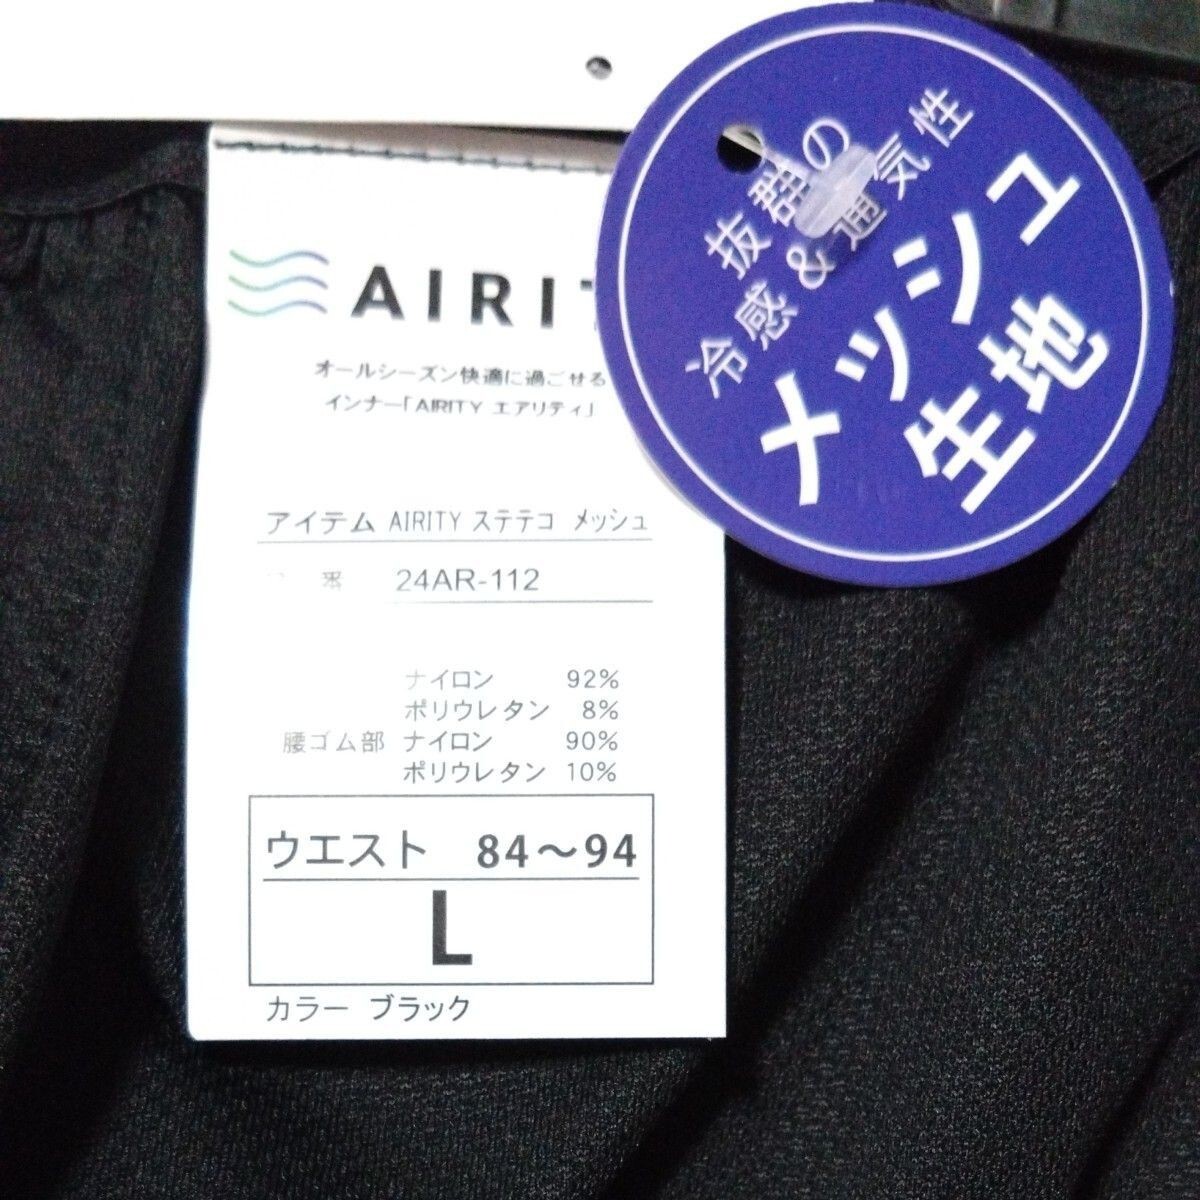 AIRIT
オールシーズン快適に過ごせる
インナー「AIRITY エアリティ」
アイテム AIRITY ステテコ メッシュ
番 24AR-112
ナイロン 92%
ポリウレタン 8%
腰ゴム部 ナイロン 90%
ポリウレタン 10%
ウエスト 84～94
L
カラー ブラック
抜群の
冷感&通気性
メッシュ
生地